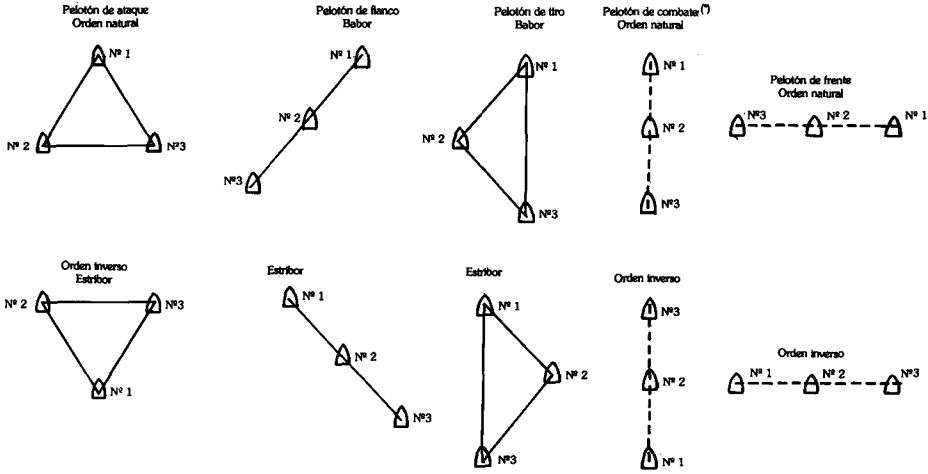 Pelotón de ataque
Orden natural
Nº 1
Nº 2
Nº3
Pelotón de flanco
Babor
Nº 1
Nº 2
Nº3
Pelotón de tiro
Babor
Nº 1
Nº 2
Nº3
Pelotón de combate(*)
Orden natural
Nº 1
Nº 2
Nº3
Pelotón de frente
Orden natural
Nº3
Nº 2
Nº 1
Orden inverso
Estribor
Nº 2
Nº3
Nº 1
Estribor
Nº 1
Nº 2
Nº3
Estribor
Nº 1
Nº 2
Nº3
Orden inverso
Nº3
Nº 2
Nº 1
Orden inverso
Nº 1
Nº 2
Nº3